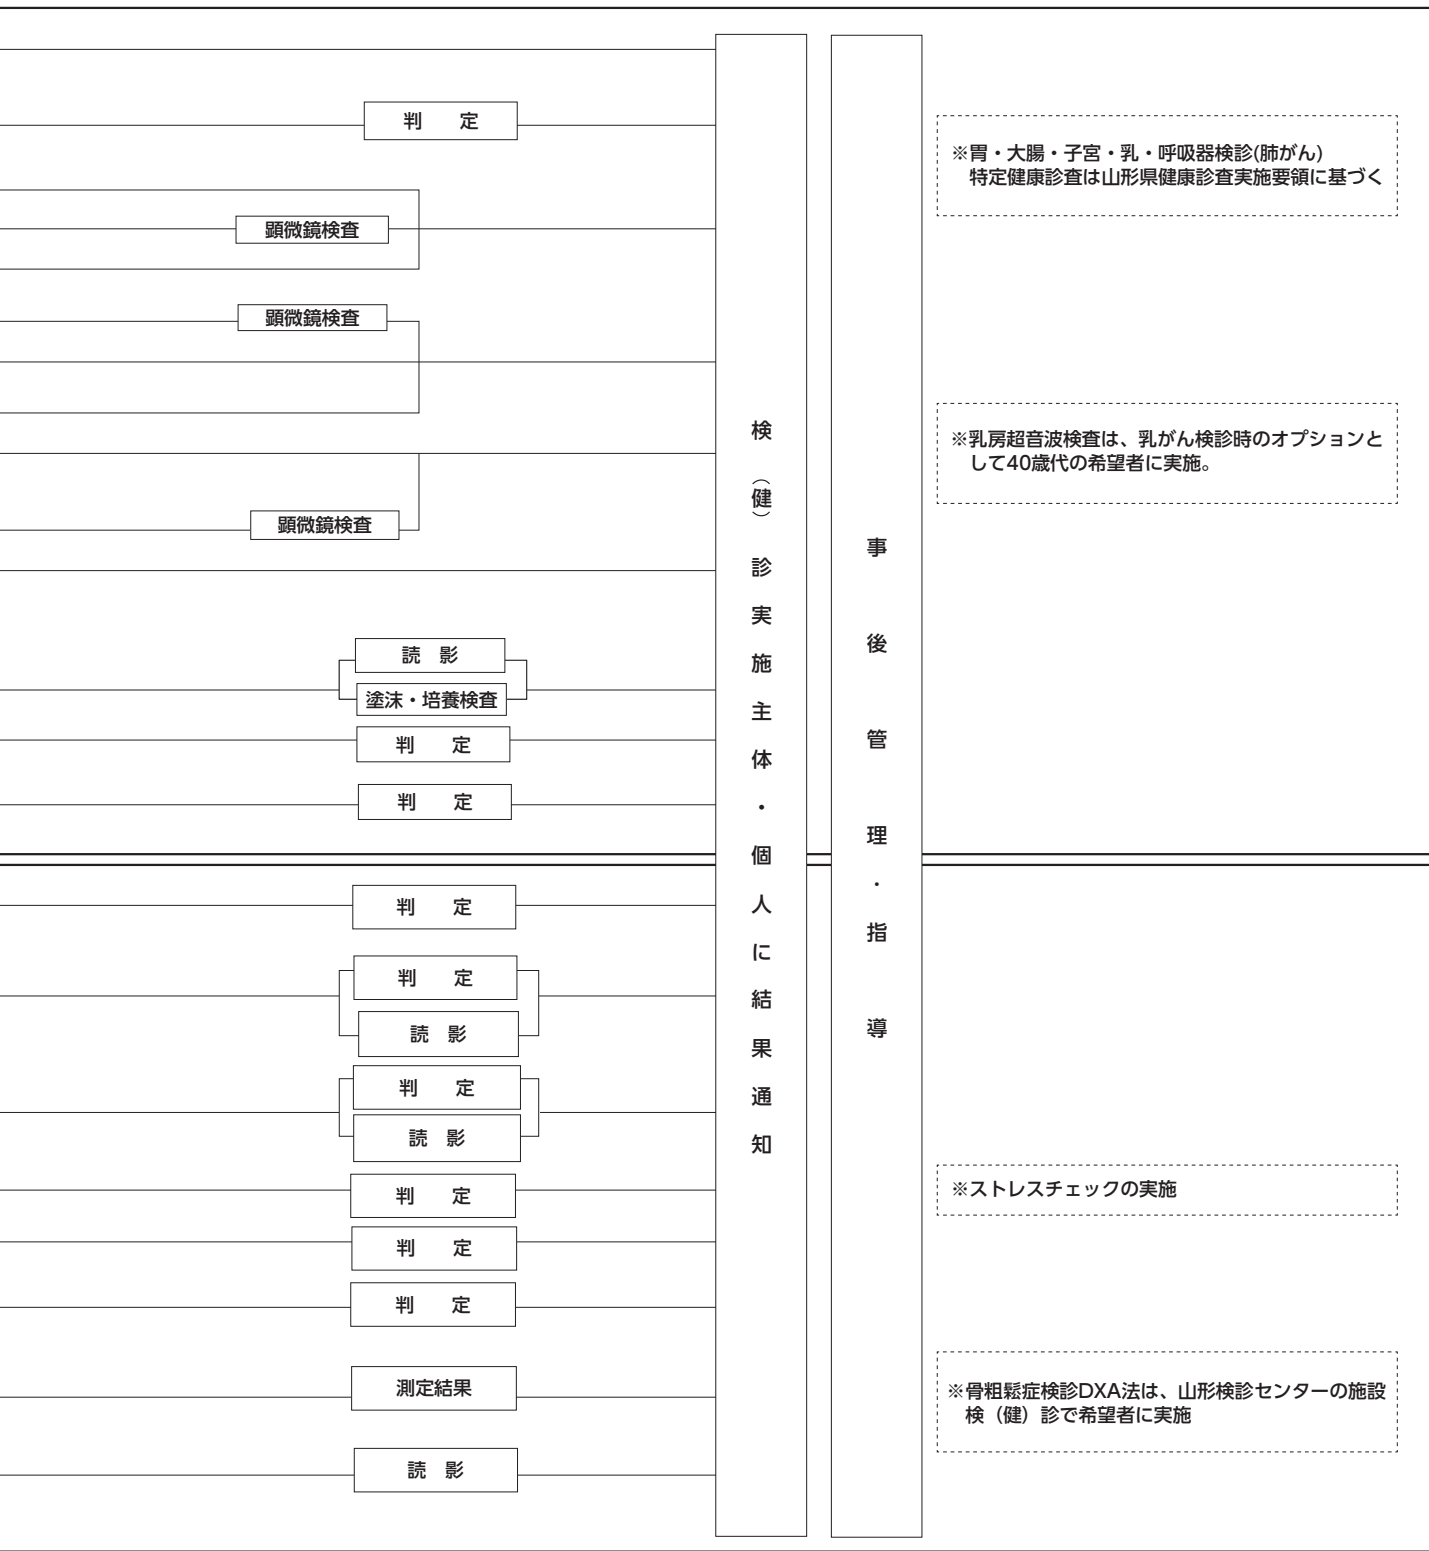 判　定
顕微鏡検査
顕微鏡検査
顕微鏡検査
読　影
塗沫・培養検査
判　定
判　定
判　定
判　定
読　影
判　定
読　影
判　定
判　定
判　定
測定結果
読　影
検（健）診実施主体・個人に結果通知
事後管理・指導
※胃・大腸・子宮・乳・呼吸器検診(肺がん)
特定健康診査は山形県健康診査実施要領に基づく
※乳房超音波検査は、乳がん検診時のオプションと
して40歳代の希望者に実施。
※ストレスチェックの実施
※骨粗鬆症検診DXA法は、山形検診センターの施設
検（健）診で希望者に実施